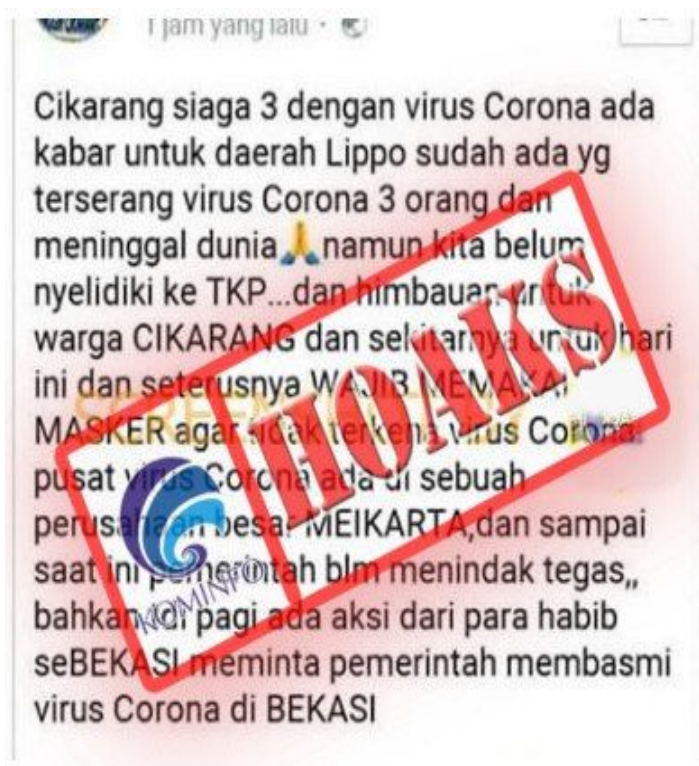 1 jam yang lalu ·
Cikarang siaga 3 dengan virus Corona ada
kabar untuk daerah Lippo sudah ada yg
terserang virus Corona 3 orang dan
meninggal dunia🙏namun kita belum
nyelidiki ke TKP...dan himbauan untuk
warga CIKARANG dan sekitarnya untuk hari
ini dan seterusnya WAJIB MEMAKAI
MASKER agar tidak terkena virus Corona
pusat virus Corona ada di sebuah
perusahaan besar MEIKARTA,dan sampai
saat ini pemerintah blm menindak tegas,,
bahkan di pagi ada aksi dari para habib
seBEKASI meminta pemerintah membasmi
virus Corona di BEKASI
HOAKS
KOMINFO